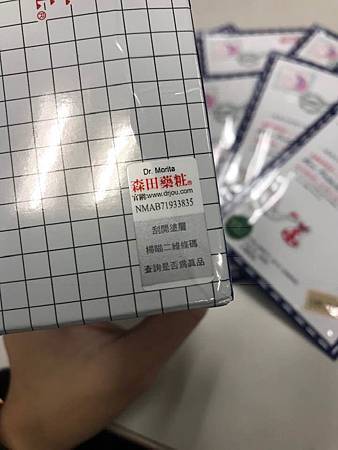 Dr. Morita
森田藥粧®
官網:www.drjou.com
NMAB71933835
刮開塗層
掃瞄二維條碼
查詢是否爲真品